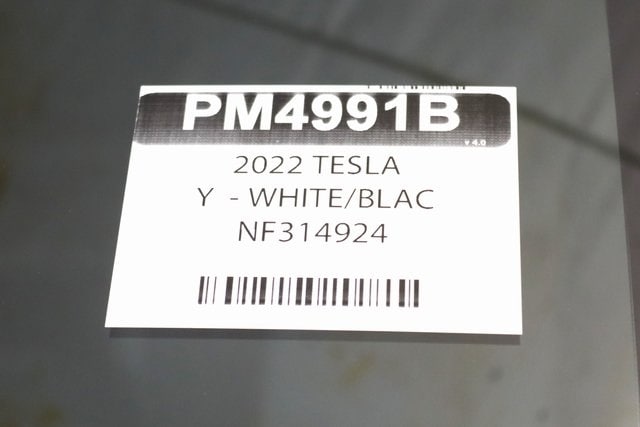 PM4991B
v 4.0
2022 TESLA
Y - WHITE/BLAC
NF314924